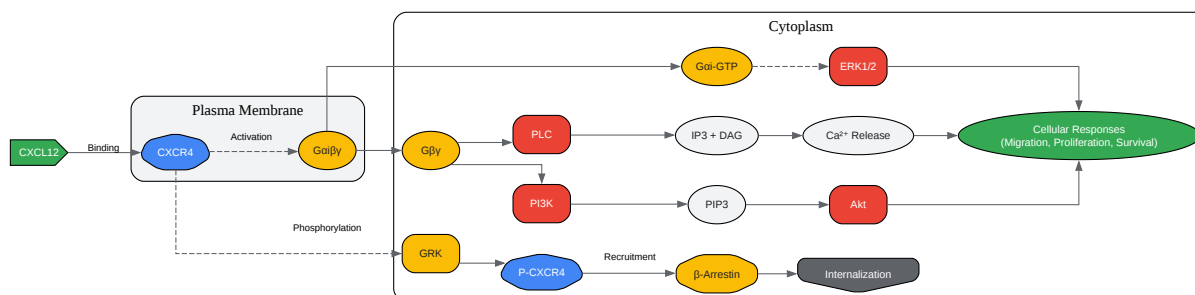 Cytoplasm
Gαi-GTP
ERK1/2
Plasma Membrane
CXCL12
Binding
CXCR4
Activation
Gαiβγ
Gβγ
PLC
IP3 + DAG
Ca²⁺ Release
Cellular Responses
(Migration, Proliferation, Survival)
PI3K
PIP3
Akt
Phosphorylation
GRK
P-CXCR4
Recruitment
β-Arrestin
Internalization